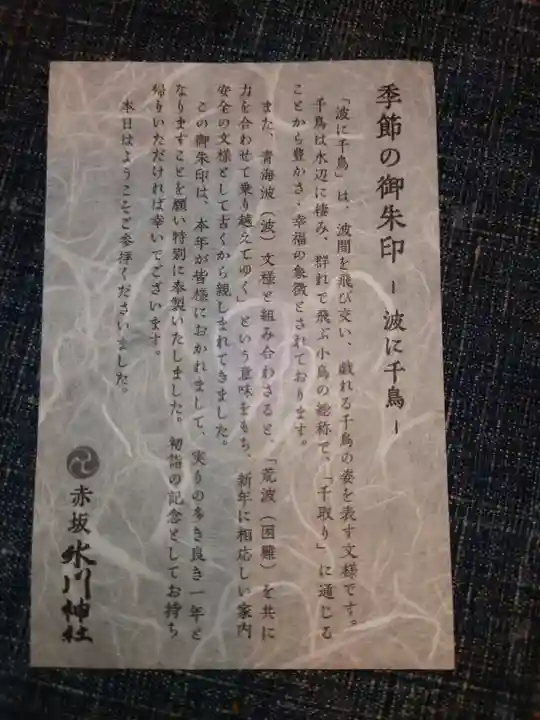 季節の御朱印 ー 波に千鳥 ー
「波に千鳥」は、波間を飛び交い、戯れる千鳥の姿を表す文様です。
千鳥は水辺に棲み、群れで飛ぶ小鳥の総称で、「千取り」に通じる
ことから豊かさ、幸福の象徴とされております。
また、青海波（波）文様と組み合わさると、「荒波（困難）を共に
力を合わせて乗り越えてゆく」という意味をもち、新年に相応しい家内
安全の文様として古くから親しまれてきました。
この御朱印は、本年が皆様におかれまして、実りの多き良き一年と
なりますことを願い特別に奉製いたしました。初詣の記念としてお持ち
帰りいただければ幸いでございます。
本日はようこそご参拝くださいました。
赤坂 氷川神社